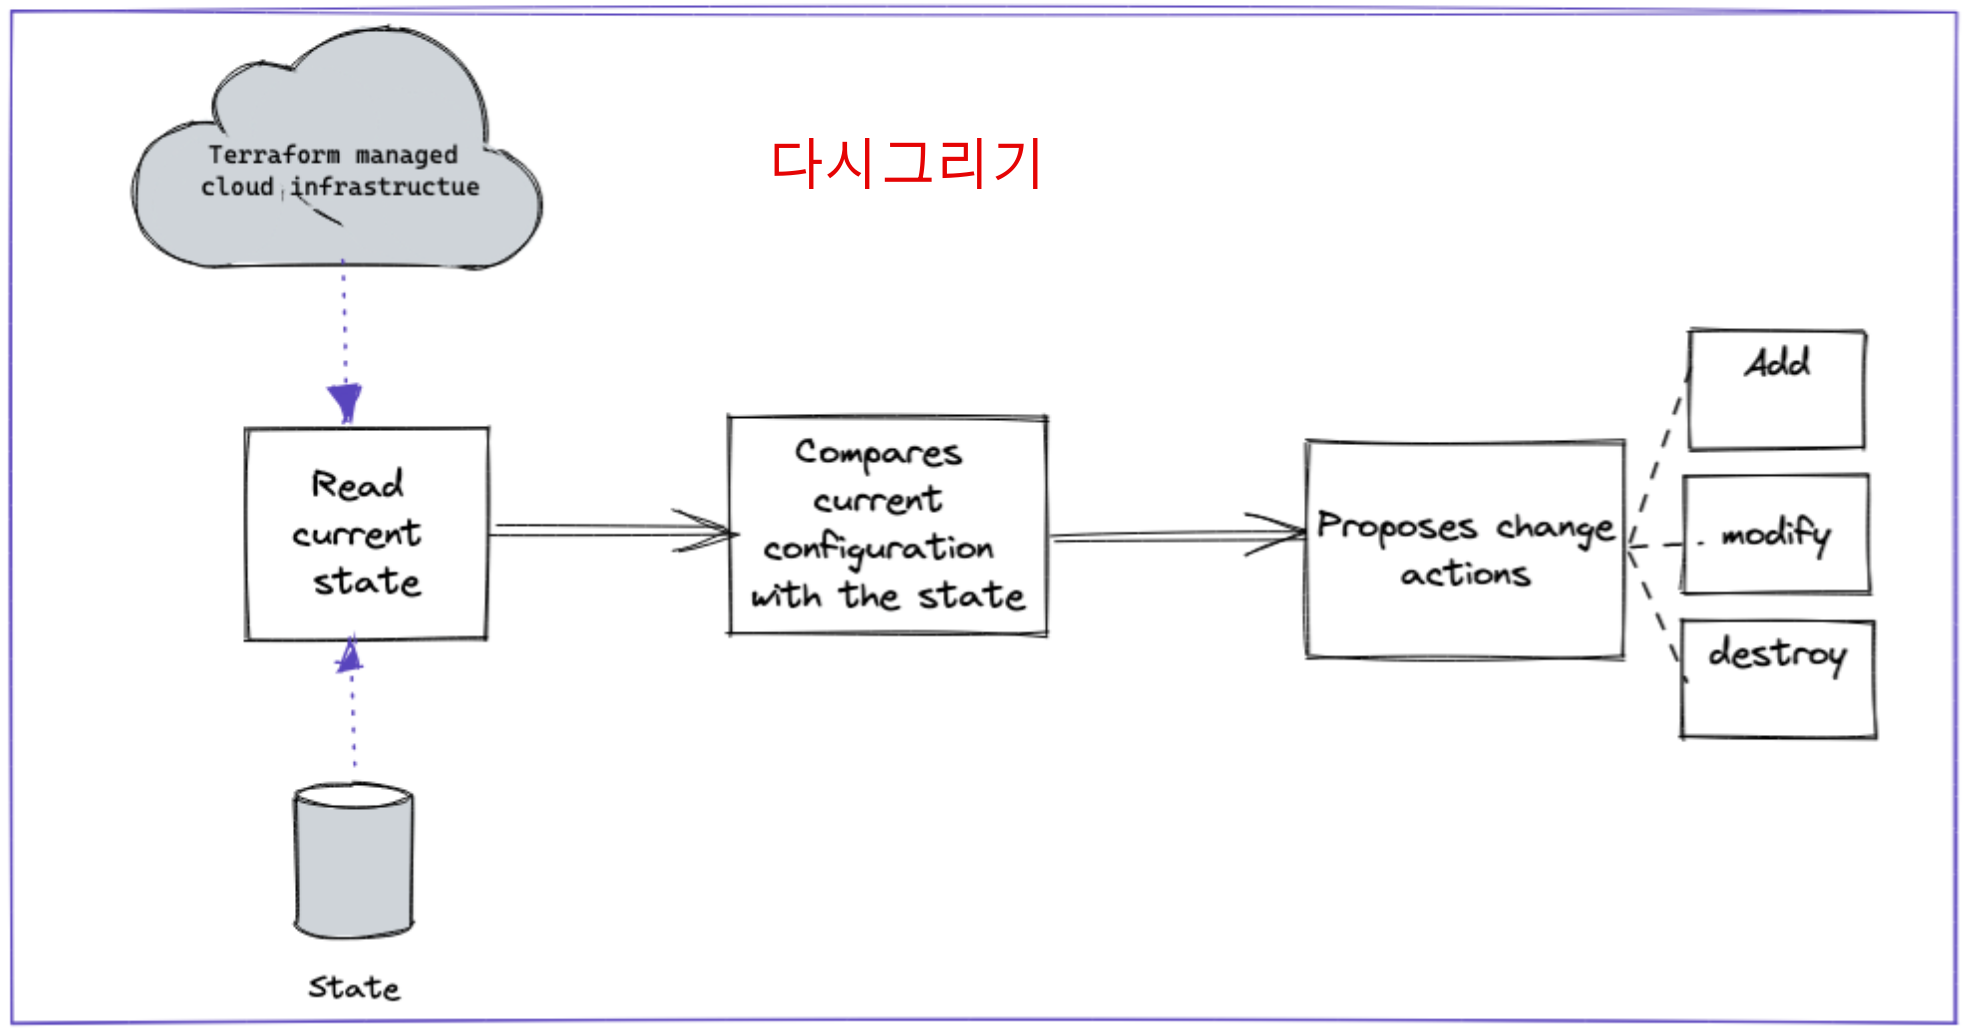 Terraform managed
cloud infrastructue
다시그리기
Read
current
state
Compares
current
configuration
with the state
Proposes change
actions
Add
modify
destroy
State